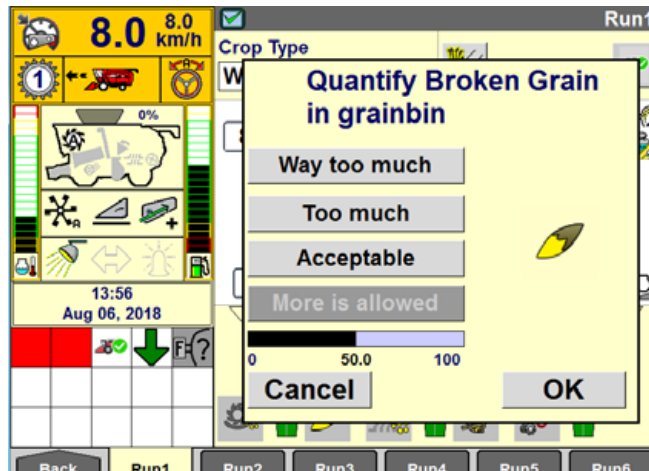 8.0
8.0
km/h
1
0%
A
A
+
13:56
Aug 06, 2018
F
?
Run1
Crop Type
W
8
Quantify Broken Grain
in grainbin
Way too much
Too much
Acceptable
More is allowed
0 50.0 100
Cancel OK
Back Run1 Run2 Run3 Run4 Run5 Run6